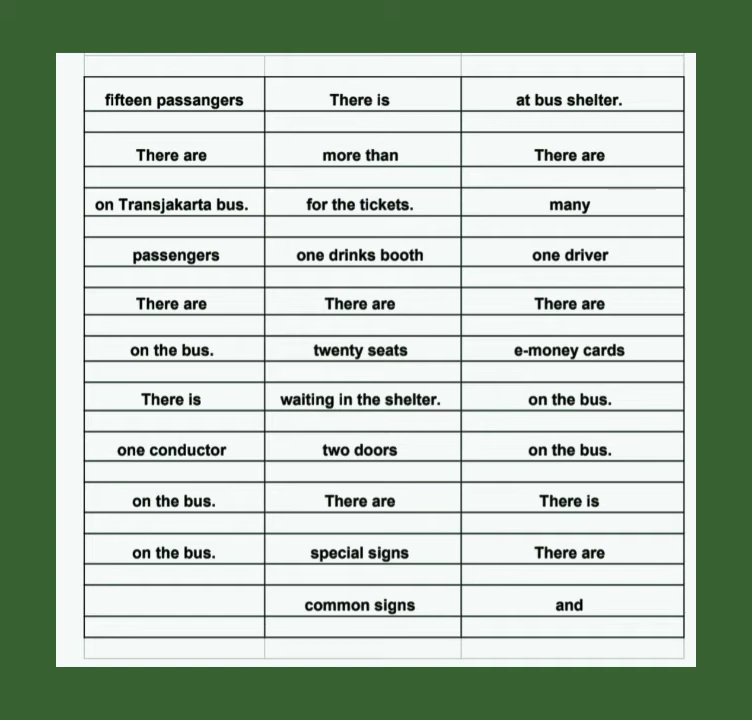 fifteen passangers There is at bus shelter.
There are more than There are
on Transjakarta bus. for the tickets. many
passengers one drinks booth one driver
There are There are There are
on the bus. twenty seats e-money cards
There is waiting in the shelter. on the bus.
one conductor two doors on the bus.
on the bus. There are There is
on the bus. special signs There are
common signs and